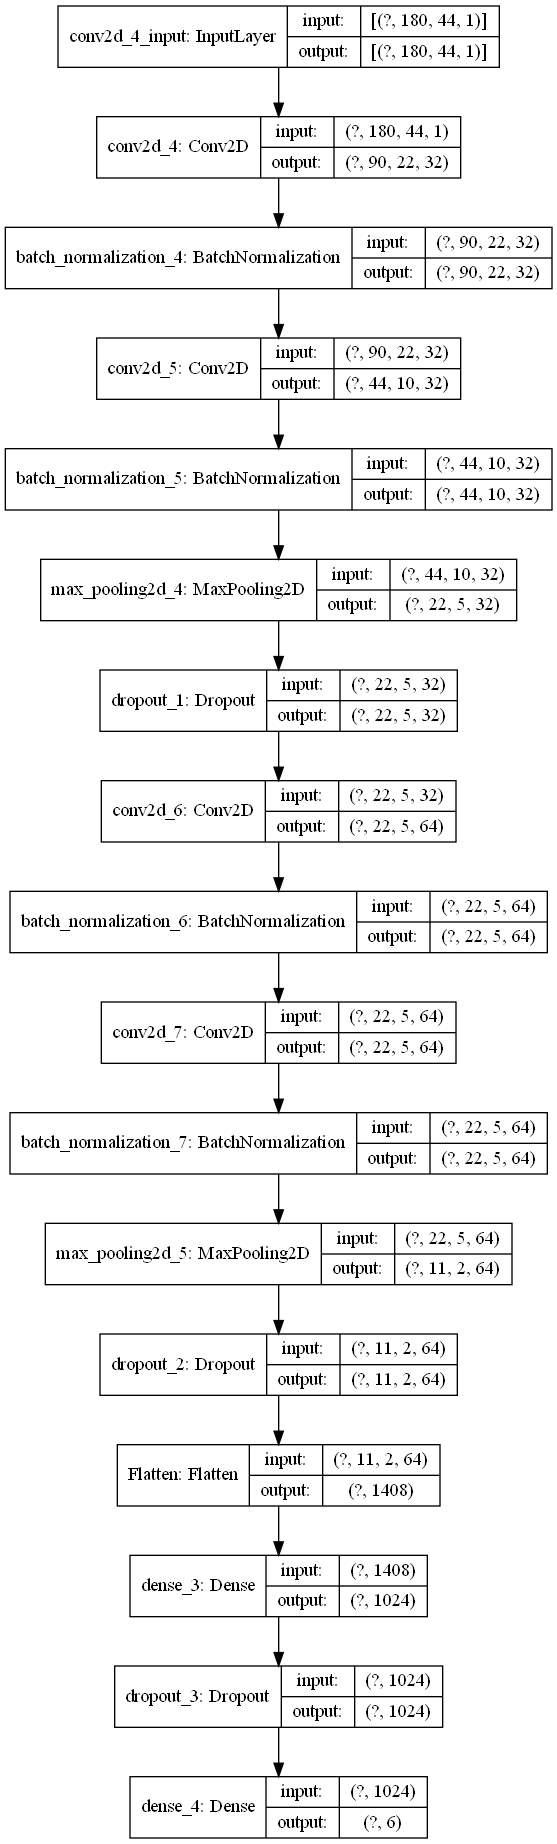 conv2d_4_input: InputLayer input: [(?, 180, 44, 1)]
output: [(?, 180, 44, 1)]
conv2d_4: Conv2D input: (?, 180, 44, 1)
output: (?, 90, 22, 32)
batch_normalization_4: BatchNormalization input: (?, 90, 22, 32)
output: (?, 90, 22, 32)
conv2d_5: Conv2D input: (?, 90, 22, 32)
output: (?, 44, 10, 32)
batch_normalization_5: BatchNormalization input: (?, 44, 10, 32)
output: (?, 44, 10, 32)
max_pooling2d_4: MaxPooling2D input: (?, 44, 10, 32)
output: (?, 22, 5, 32)
dropout_1: Dropout input: (?, 22, 5, 32)
output: (?, 22, 5, 32)
conv2d_6: Conv2D input: (?, 22, 5, 32)
output: (?, 22, 5, 64)
batch_normalization_6: BatchNormalization input: (?, 22, 5, 64)
output: (?, 22, 5, 64)
conv2d_7: Conv2D input: (?, 22, 5, 64)
output: (?, 22, 5, 64)
batch_normalization_7: BatchNormalization input: (?, 22, 5, 64)
output: (?, 22, 5, 64)
max_pooling2d_5: MaxPooling2D input: (?, 22, 5, 64)
output: (?, 11, 2, 64)
dropout_2: Dropout input: (?, 11, 2, 64)
output: (?, 11, 2, 64)
Flatten: Flatten input: (?, 11, 2, 64)
output: (?, 1408)
dense_3: Dense input: (?, 1408)
output: (?, 1024)
dropout_3: Dropout input: (?, 1024)
output: (?, 1024)
dense_4: Dense input: (?, 1024)
output: (?, 6)